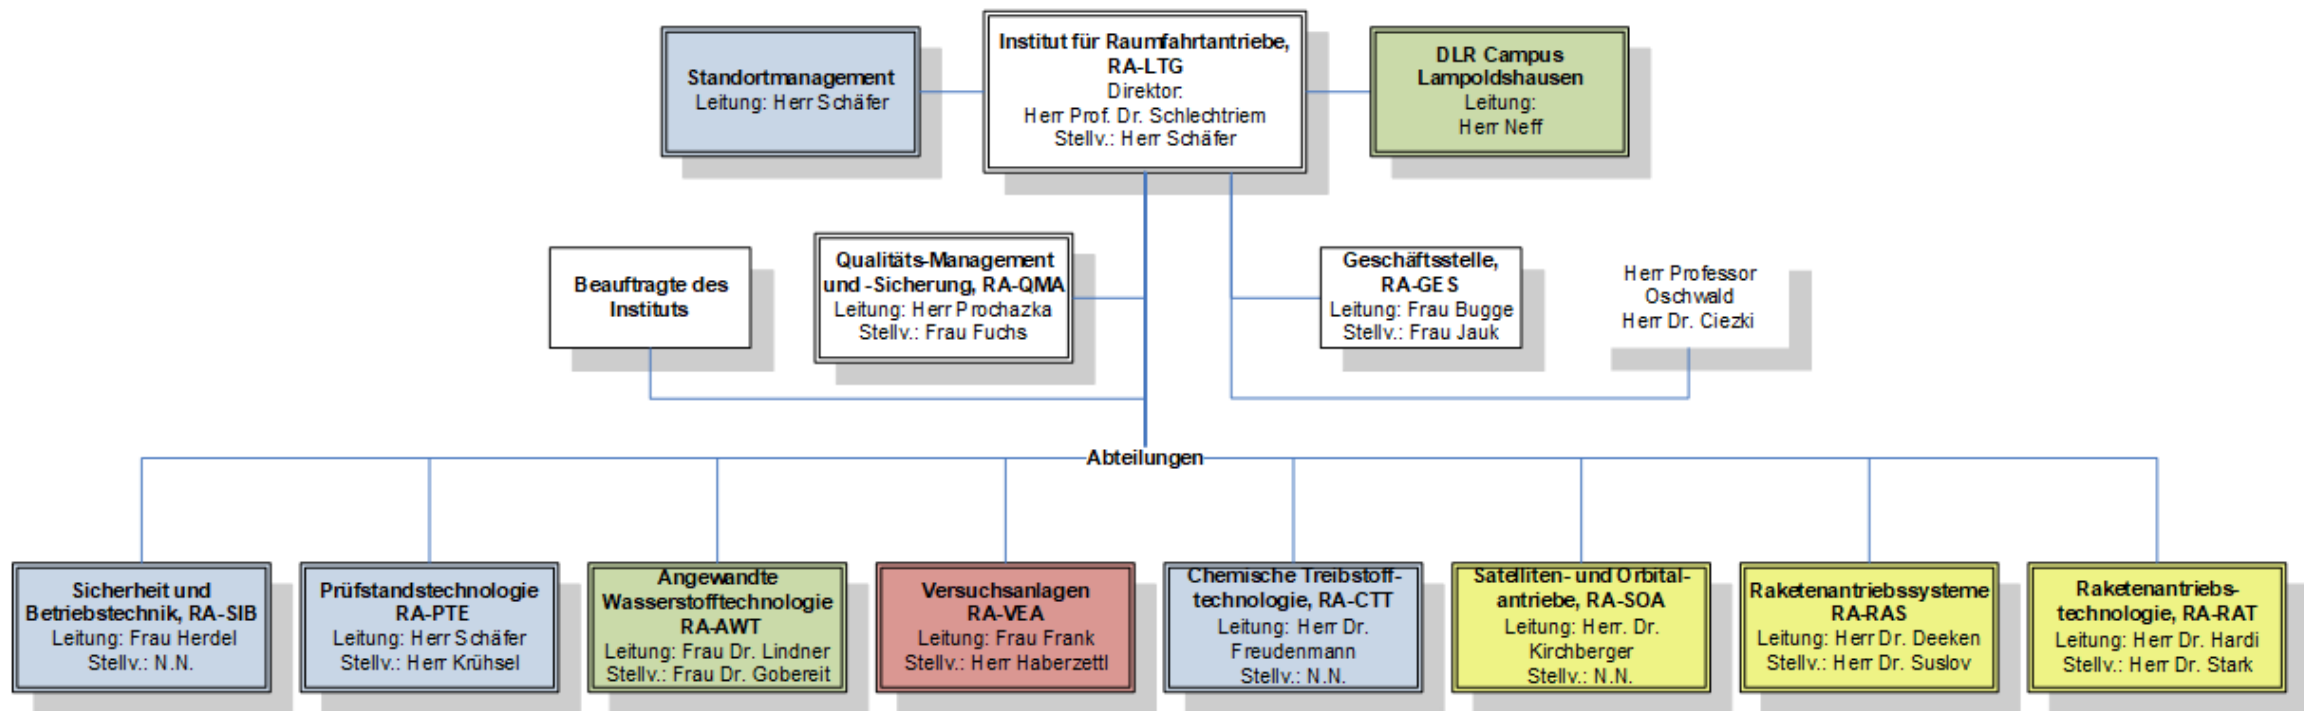 Standortmanagement
Leitung: Herr Schäfer
Institut für Raumfahrtantriebe,
RA-LTG
Direktor:
Herr Prof. Dr. Schlechtriem
Stellv.: Herr Schäfer
DLR Campus
Lampoldshausen
Leitung:
Herr Neff
Beauftragte des
Instituts
Qualitäts-Management
und -Sicherung, RA-QMA
Leitung: Herr Prochazka
Stellv.: Frau Fuchs
Geschäftsstelle,
RA-GES
Leitung: Frau Bugge
Stellv.: Frau Jauk
Herr Professor
Oschwald
Herr Dr. Ciezki
Abteilungen
Sicherheit und
Betriebstechnik, RA-SIB
Leitung: Frau Herdel
Stellv.: N.N.
Prüfstandstechnologie
RA-PTE
Leitung: Herr Schäfer
Stellv.: Herr Krühsel
Angewandte
Wasserstofftechnologie
RA-AWT
Leitung: Frau Dr. Lindner
Stellv.: Frau Dr. Gobereit
Versuchsanlagen
RA-VEA
Leitung: Frau Frank
Stellv.: Herr Haberzettl
Chemische Treibstoff-
technologie, RA-CTT
Leitung: Herr Dr.
Freudenmann
Stellv.: N.N.
Satelliten- und Orbital-
antriebe, RA-SOA
Leitung: Herr. Dr.
Kirchberger
Stellv.: N.N.
Raketenantriebssysteme
RA-RAS
Leitung: Herr Dr. Deeken
Stellv.: Herr Dr. Suslov
Raketenantriebs-
technologie, RA-RAT
Leitung: Herr Dr. Hardi
Stellv.: Herr Dr. Stark